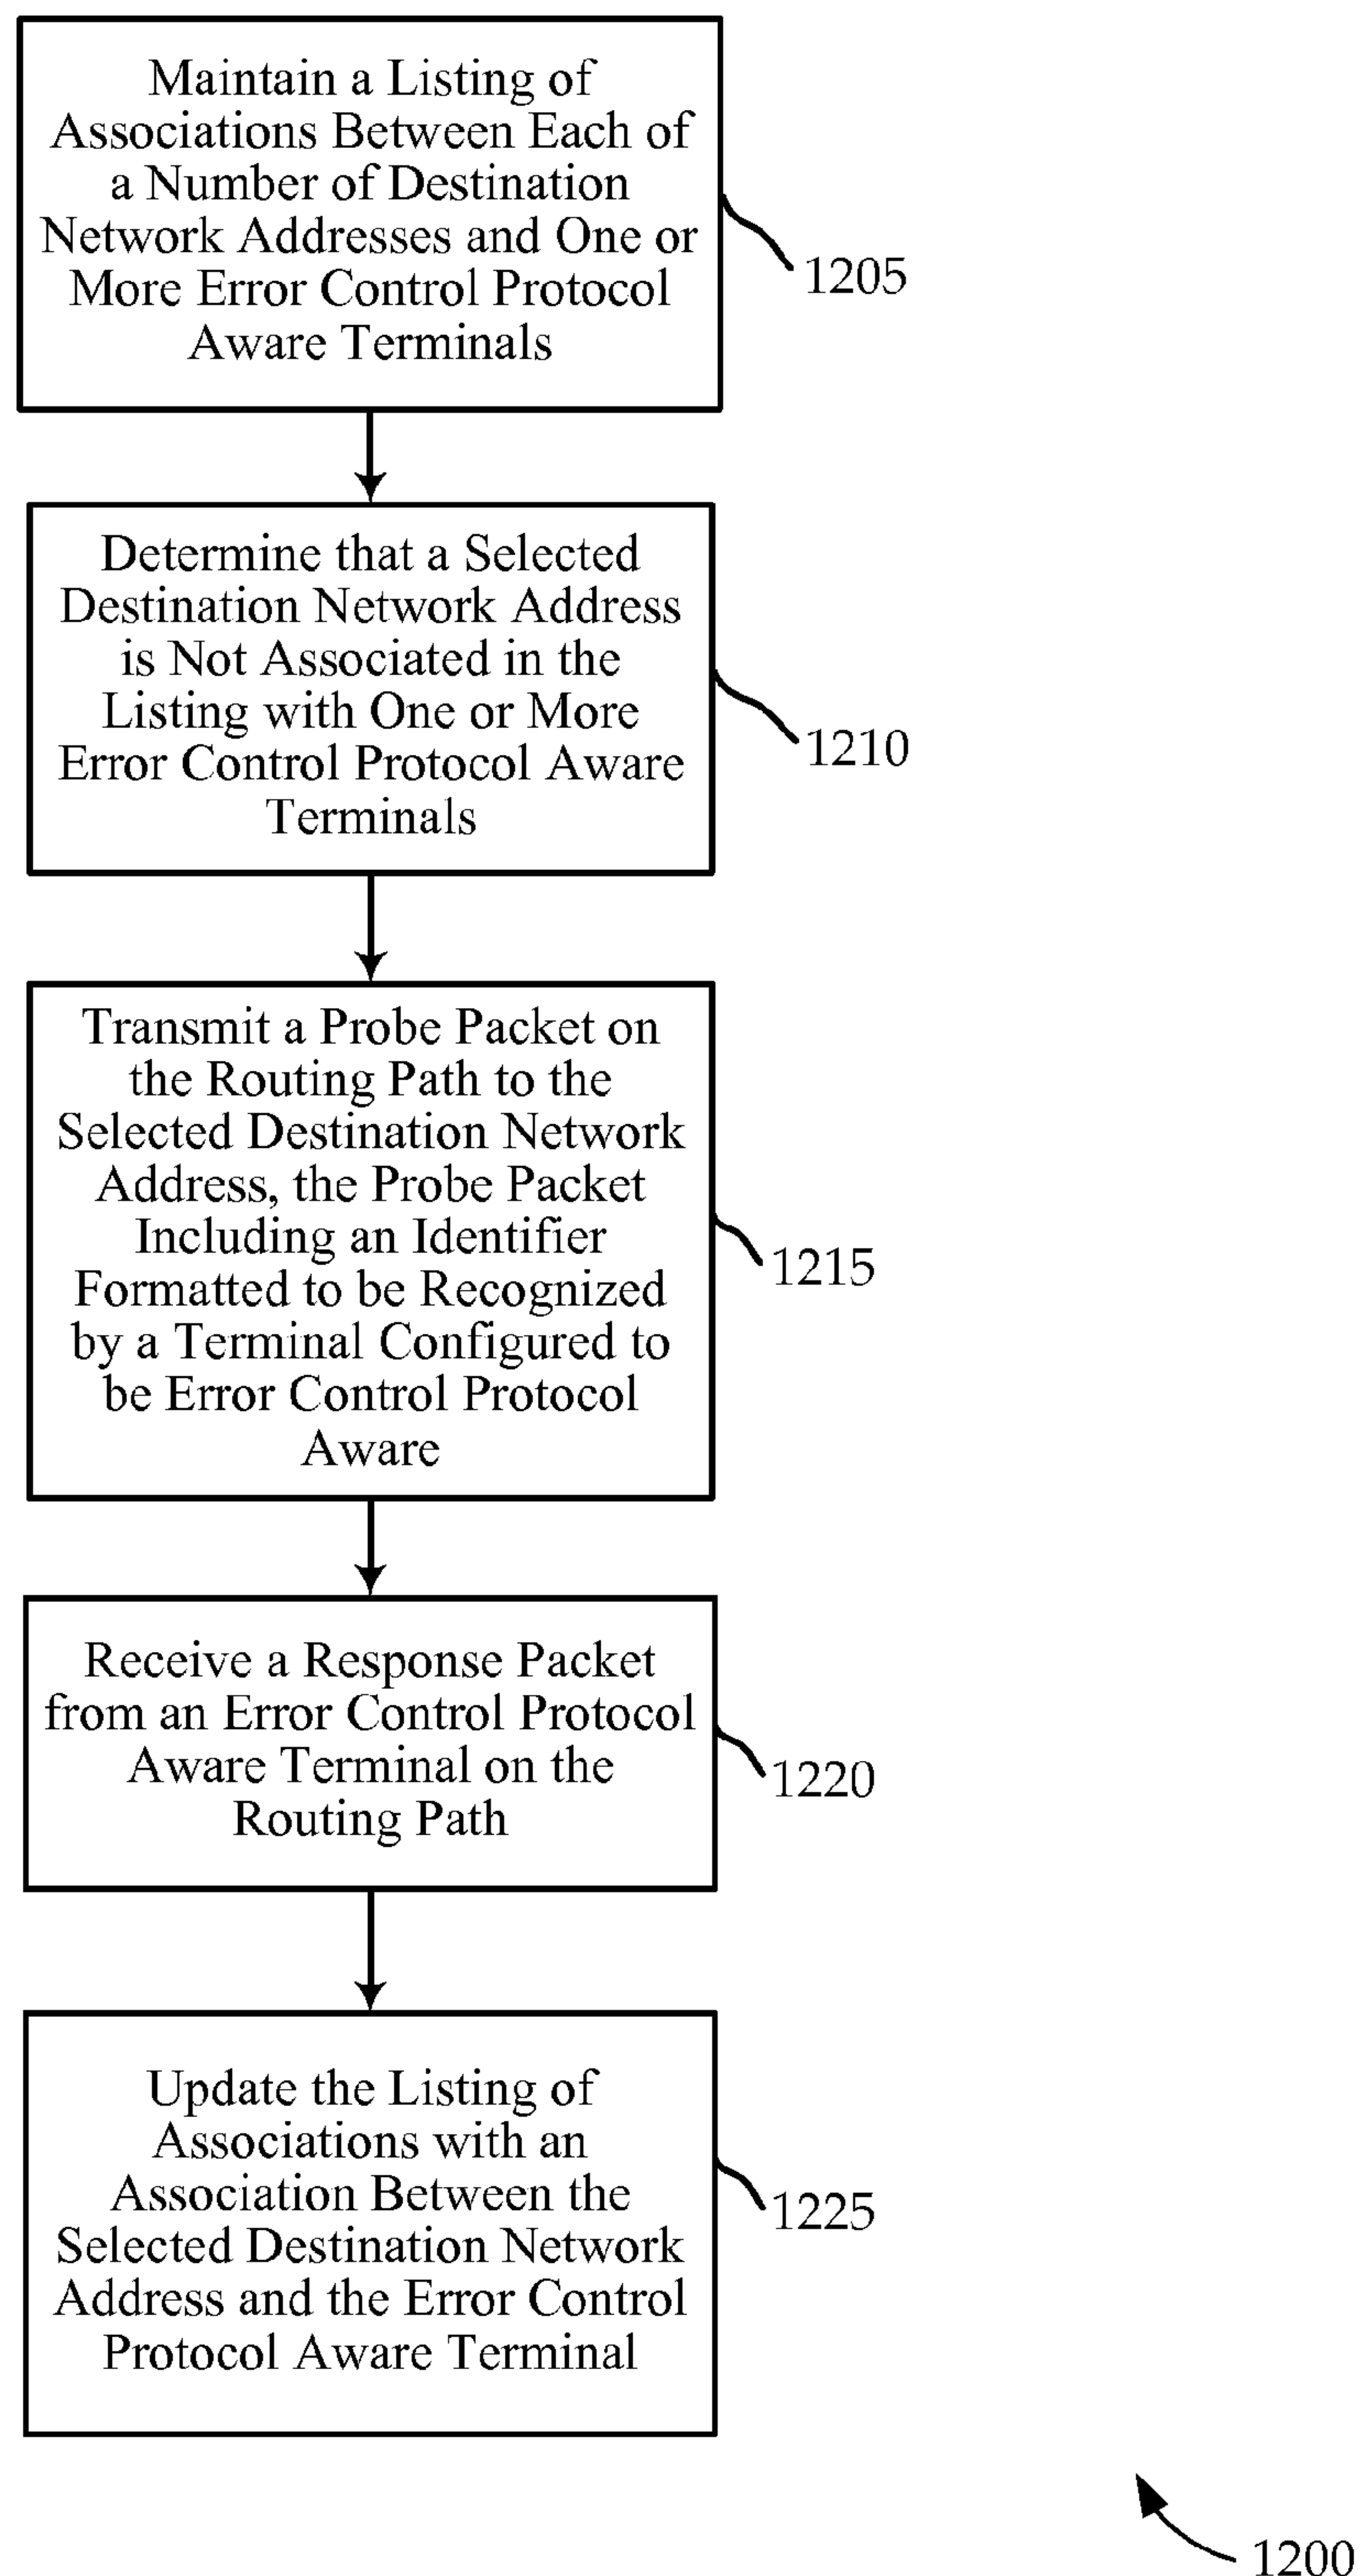 Maintain a Listing of
Associations Between Each of
a Number of Destination
Network Addresses and One or
More Error Control Protocol
Aware Terminals
1205
Determine that a Selected
Destination Network Address
is Not Associated in the
Listing with One or More
Error Control Protocol Aware
Terminals
1210
Transmit a Probe Packet on
the Routing Path to the
Selected Destination Network
Address, the Probe Packet
Including an Identifier
Formatted to be Recognized
by a Terminal Configured to
be Error Control Protocol
Aware
1215
Receive a Response Packet
from an Error Control Protocol
Aware Terminal on the
Routing Path
1220
Update the Listing of
Associations with an
Association Between the
Selected Destination Network
Address and the Error Control
Protocol Aware Terminal
1225
1200